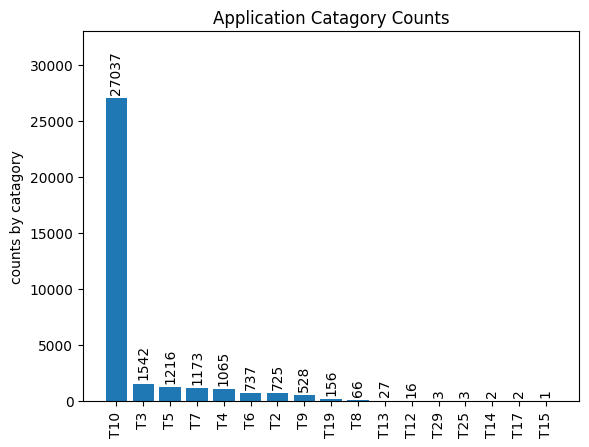 Application Catagory Counts
counts by catagory
30000
25000
20000
15000
10000
5000
0
27037
1542
1216
1173
1065
737
725
528
156
66
27
16
3
3
2
2
1
T10
T3
T5
T7
T4
T6
T2
T9
T19
T8
T13
T12
T29
T25
T14
T17
T15